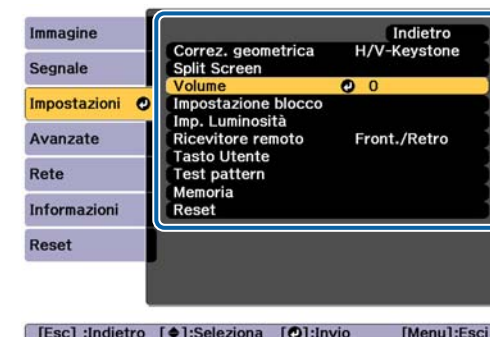 Immagine
Segnale
Impostazioni
Avanzate
Rete
Informazioni
Reset
Indietro
Correz. geometrica H/V-Keystone
Split Screen
Volume 0
Impostazione blocco
Imp. Luminosità
Ricevitore remoto Front./Retro
Tasto Utente
Test pattern
Memoria
Reset
[Esc] :Indietro [◆]:Seleziona [↵]:Invio [Menu]:Esci